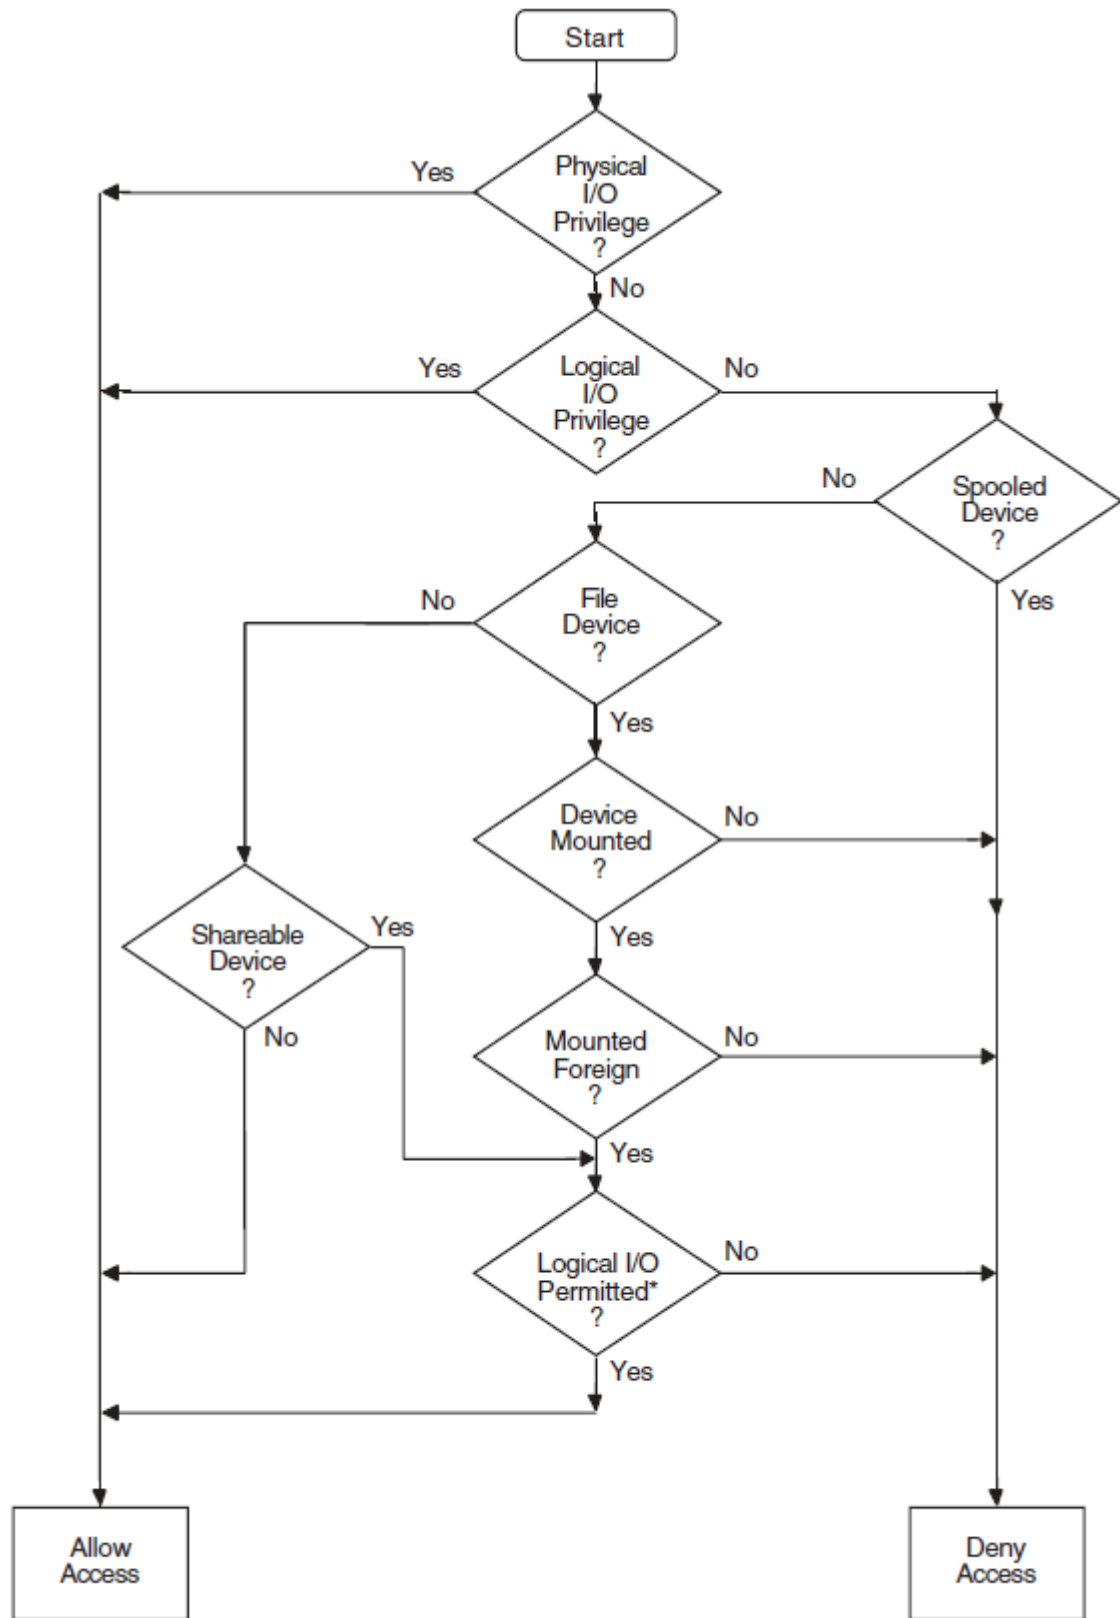 Start
Physical
I/O
Privilege
?
Yes
No
Logical
I/O
Privilege
?
Yes
No
Spooled
Device
?
No
Yes
File
Device
?
No
Yes
Device
Mounted
?
No
Yes
Shareable
Device
?
Yes
No
Mounted
Foreign
?
No
Yes
Logical I/O
Permitted*
?
No
Yes
Allow
Access
Deny
Access